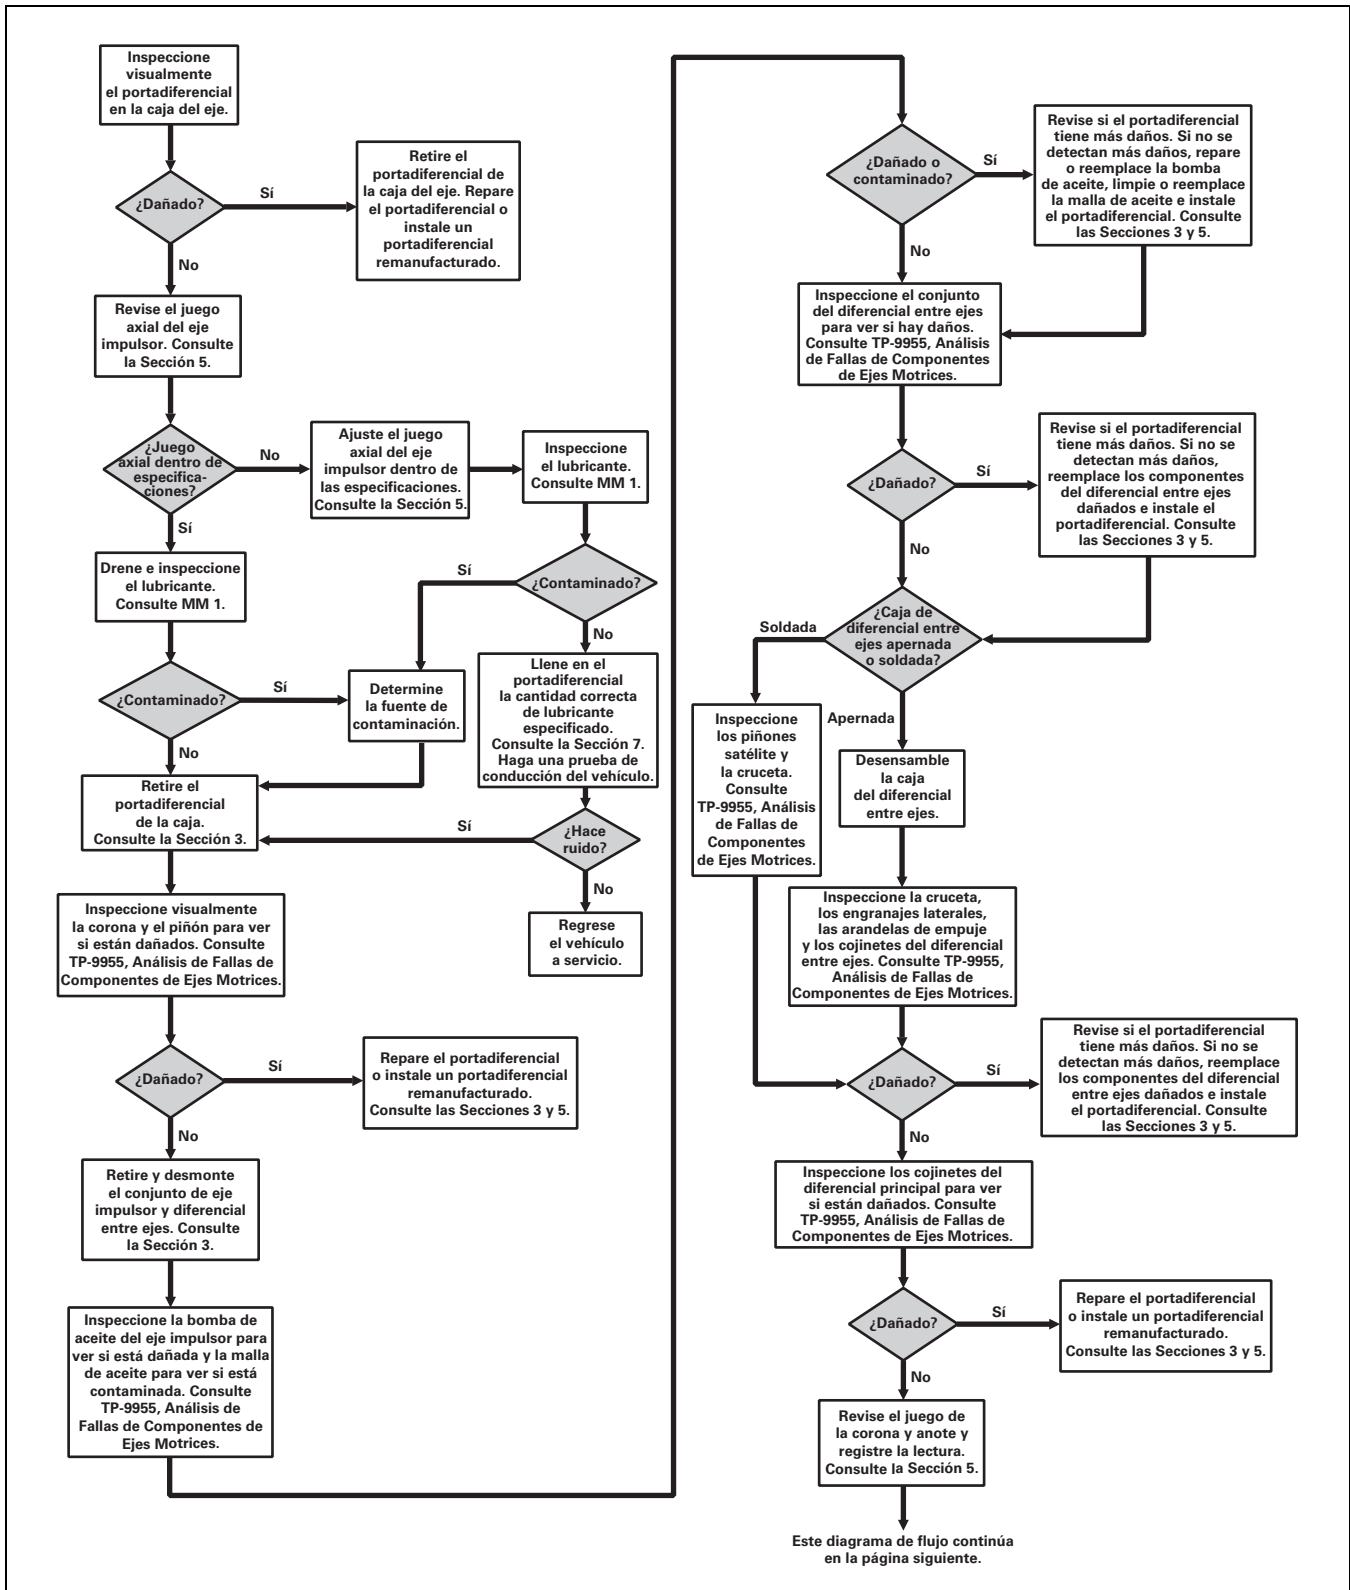 Inspeccione
visualmente
el portadiferencial
en la caja del eje.
¿Dañado?
Sí
Retire el
portadiferencial de
la caja del eje. Repare
el portadiferencial o
instale un
portadiferencial
remanufacturado.
No
Revise el juego
axial del eje
impulsor. Consulte
la Sección 5.
¿Juego
axial dentro de
especifica-
ciones?
No
Ajuste el juego
axial del eje
impulsor dentro de
las especificaciones.
Consulte la Sección 5.
Inspeccione
el lubricante.
Consulte MM 1.
Sí
Drene e inspeccione
el lubricante.
Consulte MM 1.
Sí
¿Contaminado?
No
¿Contaminado?
Sí
Determine
la fuente de
contaminación.
Llene en el
portadiferencial
la cantidad correcta
de lubricante
especificado.
Consulte la Sección 7.
Haga una prueba de
conducción del vehículo.
No
Retire el
portadiferencial
de la caja.
Consulte la Sección 3.
Sí
¿Hace
ruido?
No
Regrese
el vehículo
a servicio.
Inspeccione visualmente
la corona y el piñón para ver
si están dañados. Consulte
TP-9955, Análisis de Fallas de
Componentes de Ejes Motrices.
¿Dañado?
Sí
Repare el portadiferencial
o instale un portadiferencial
remanufacturado.
Consulte las Secciones 3 y 5.
No
Retire y desmonte
el conjunto de eje
impulsor y diferencial
entre ejes. Consulte
la Sección 3.
Inspeccione la bomba de
aceite del eje impulsor para
ver si está dañada y la malla
de aceite para ver si está
contaminada. Consulte
TP-9955, Análisis de
Fallas de Componentes de
Ejes Motrices.
¿Dañado o
contaminado?
Sí
Revise si el portadiferencial
tiene más daños. Si no se
detectan más daños, repare
o reemplace la bomba
de aceite, limpie o reemplace
la malla de aceite e instale
el portadiferencial. Consulte
las Secciones 3 y 5.
No
Inspeccione el conjunto
del diferencial entre ejes
para ver si hay daños.
Consulte TP-9955, Análisis
de Fallas de Componentes
de Ejes Motrices.
¿Dañado?
Sí
Revise si el portadiferencial
tiene más daños. Si no se
detectan más daños,
reemplace los componentes
del diferencial entre ejes
dañados e instale el
portadiferencial. Consulte
las Secciones 3 y 5.
No
¿Caja de
diferencial entre
ejes apernada
o soldada?
Soldada
Inspeccione
los piñones
satélite y
la cruceta.
Consulte
TP-9955, Análisis
de Fallas de
Componentes
de Ejes Motrices.
Apernada
Desensamble
la caja
del diferencial
entre ejes.
Inspeccione la cruceta,
los engranajes laterales,
las arandelas de empuje
y los cojinetes del diferencial
entre ejes. Consulte TP-9955,
Análisis de Fallas de
Componentes de Ejes Motrices.
¿Dañado?
Sí
Revise si el portadiferencial
tiene más daños. Si no se
detectan más daños, reemplace
los componentes del diferencial
entre ejes dañados e instale
el portadiferencial. Consulte
las Secciones 3 y 5.
No
Inspeccione los cojinetes del
diferencial principal para ver
si están dañados. Consulte
TP-9955, Análisis de Fallas de
Componentes de Ejes Motrices.
¿Dañado?
Sí
Repare el portadiferencial
o instale un portadiferencial
remanufacturado.
Consulte las Secciones 3 y 5.
No
Revise el juego de
la corona y anote y
registre la lectura.
Consulte la Sección 5.
Este diagrama de flujo continúa
en la página siguiente.